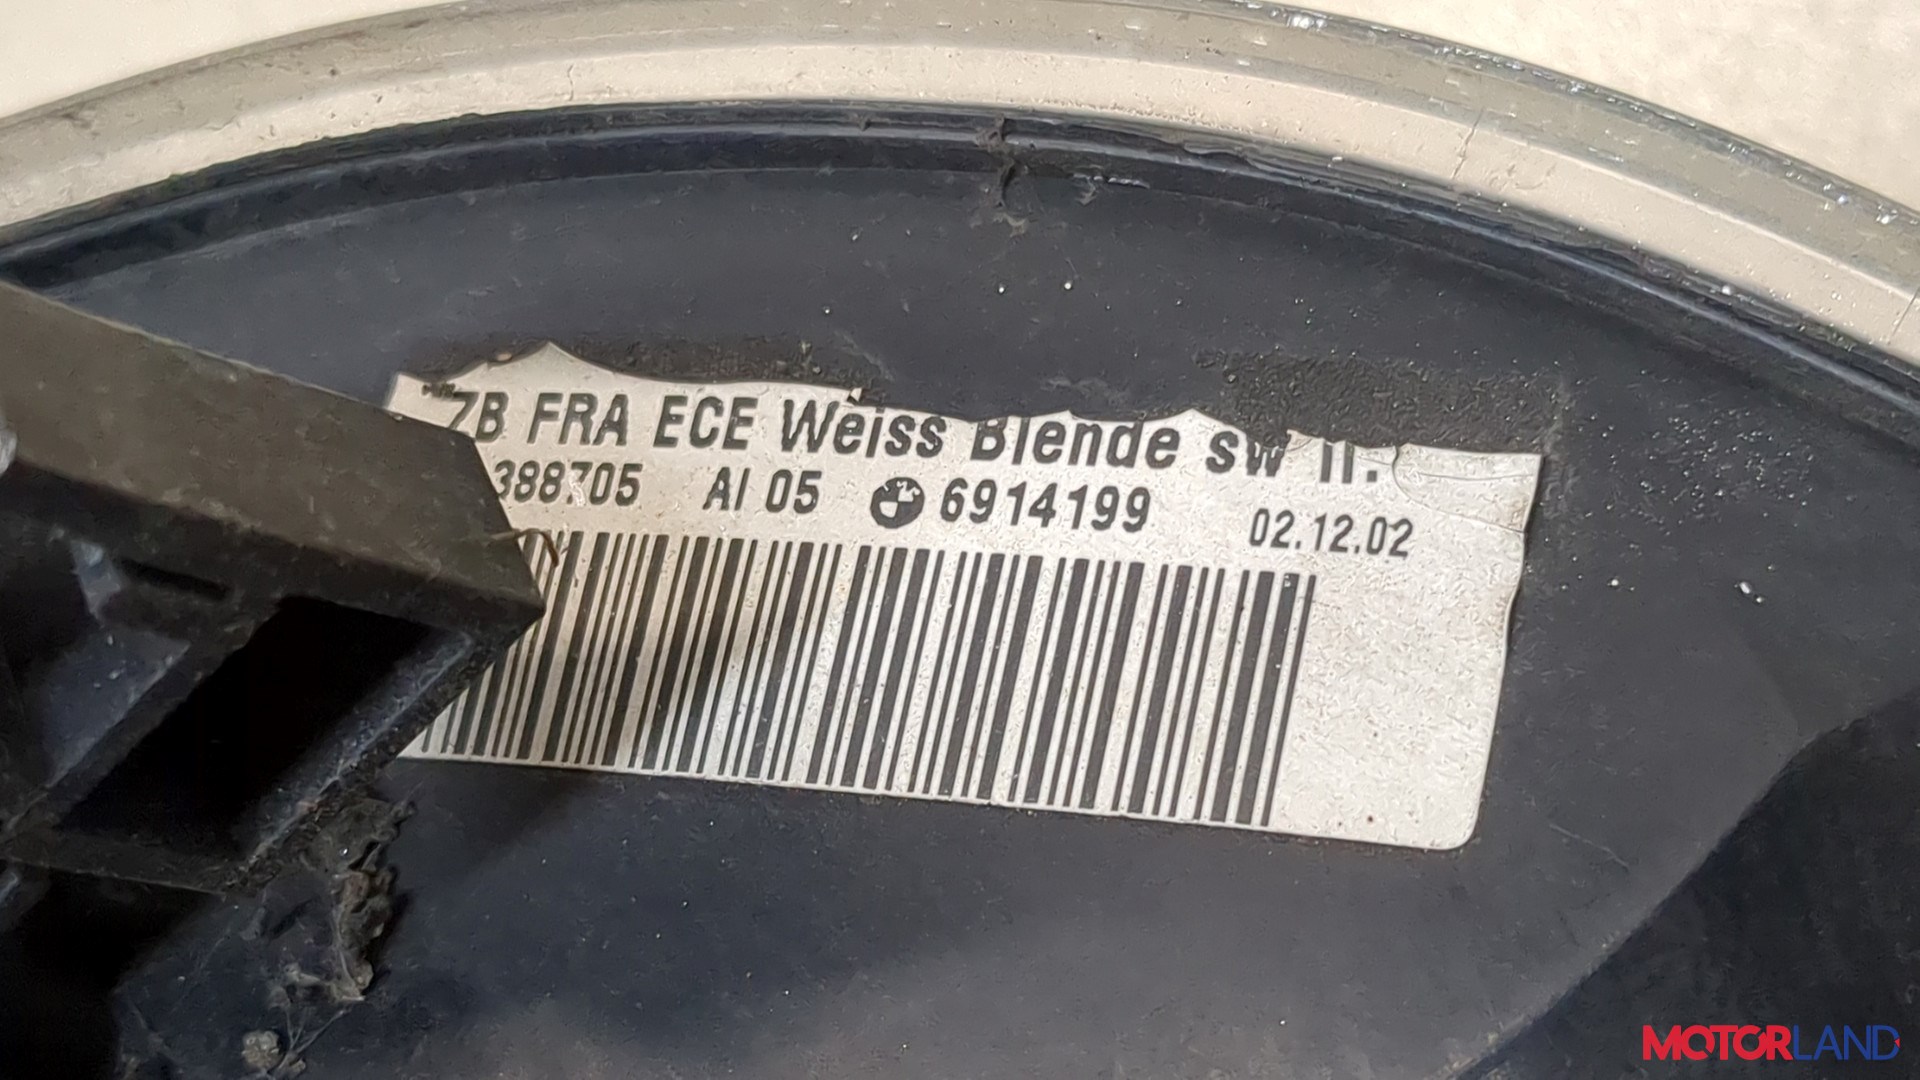 ZB FRA ECE Weiss Blende sw li.
388705 AI 05 6914199 02.12.02
MOTORLAND